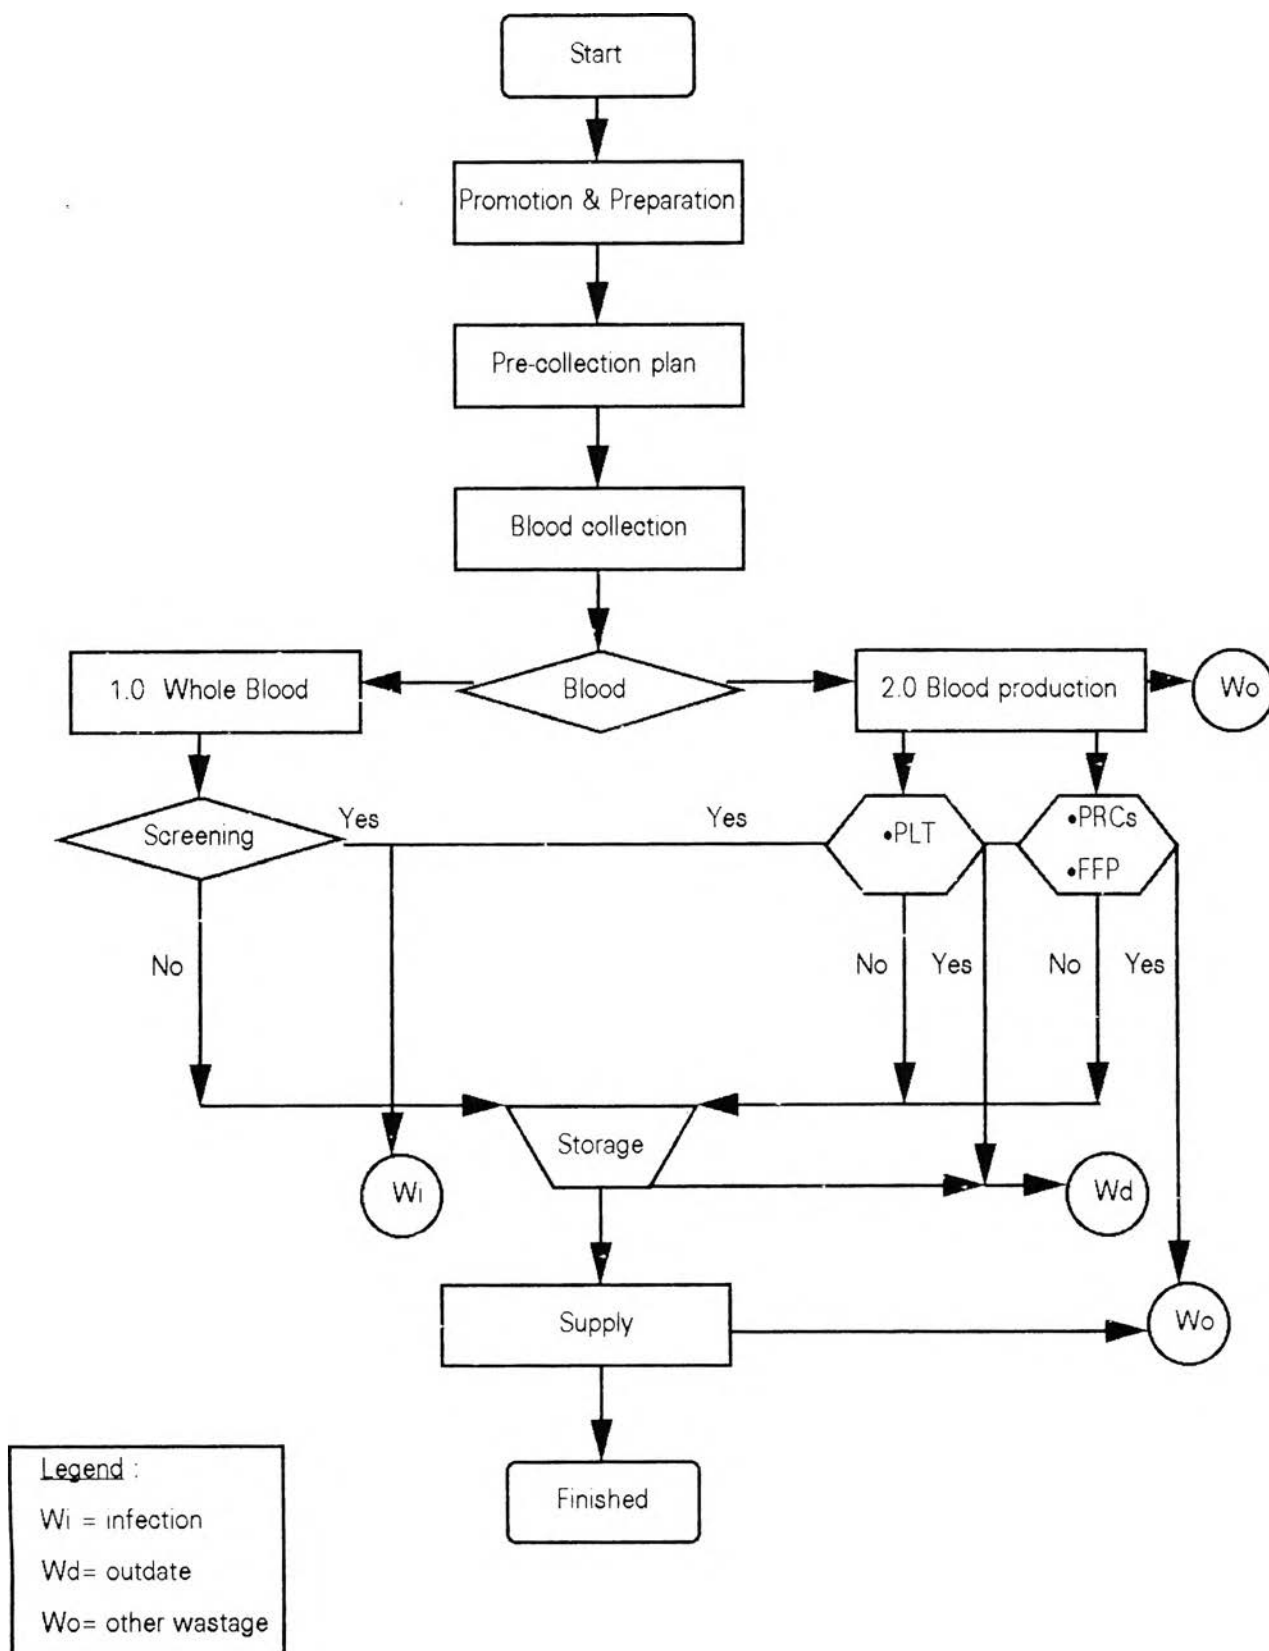 Start
Promotion & Preparation
Pre-collection plan
Blood collection
1.0 Whole Blood
Blood
2.0 Blood production
Wo
Screening
Yes
Yes
•PLT
•PRCs
•FFP
No
No
Yes
No
Yes
Storage
Wi
Wd
Supply
Wo
Finished
Legend :
Wi = infection
Wd= outdate
Wo= other wastage